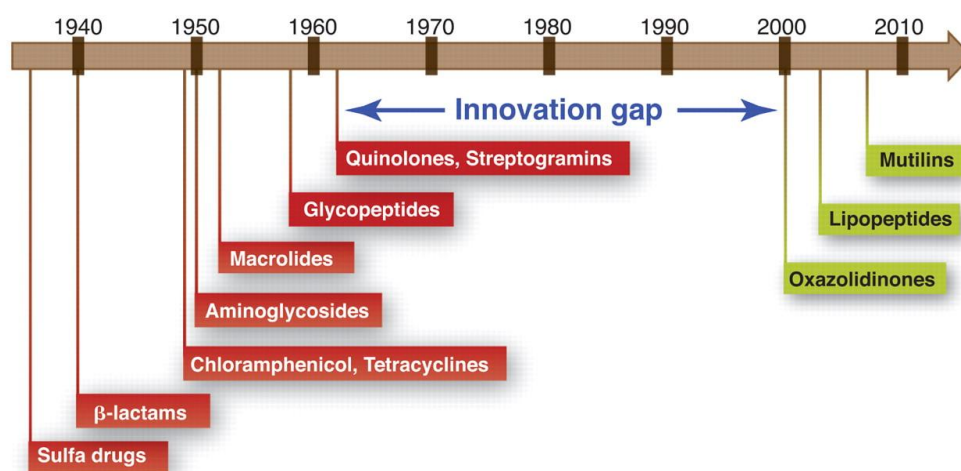 1940 1950 1960 1970 1980 1990 2000 2010
Innovation gap
Quinolones, Streptogramins
Mutilins
Glycopeptides
Lipopeptides
Macrolides
Oxazolidinones
Aminoglycosides
Chloramphenicol, Tetracyclines
β-lactams
Sulfa drugs